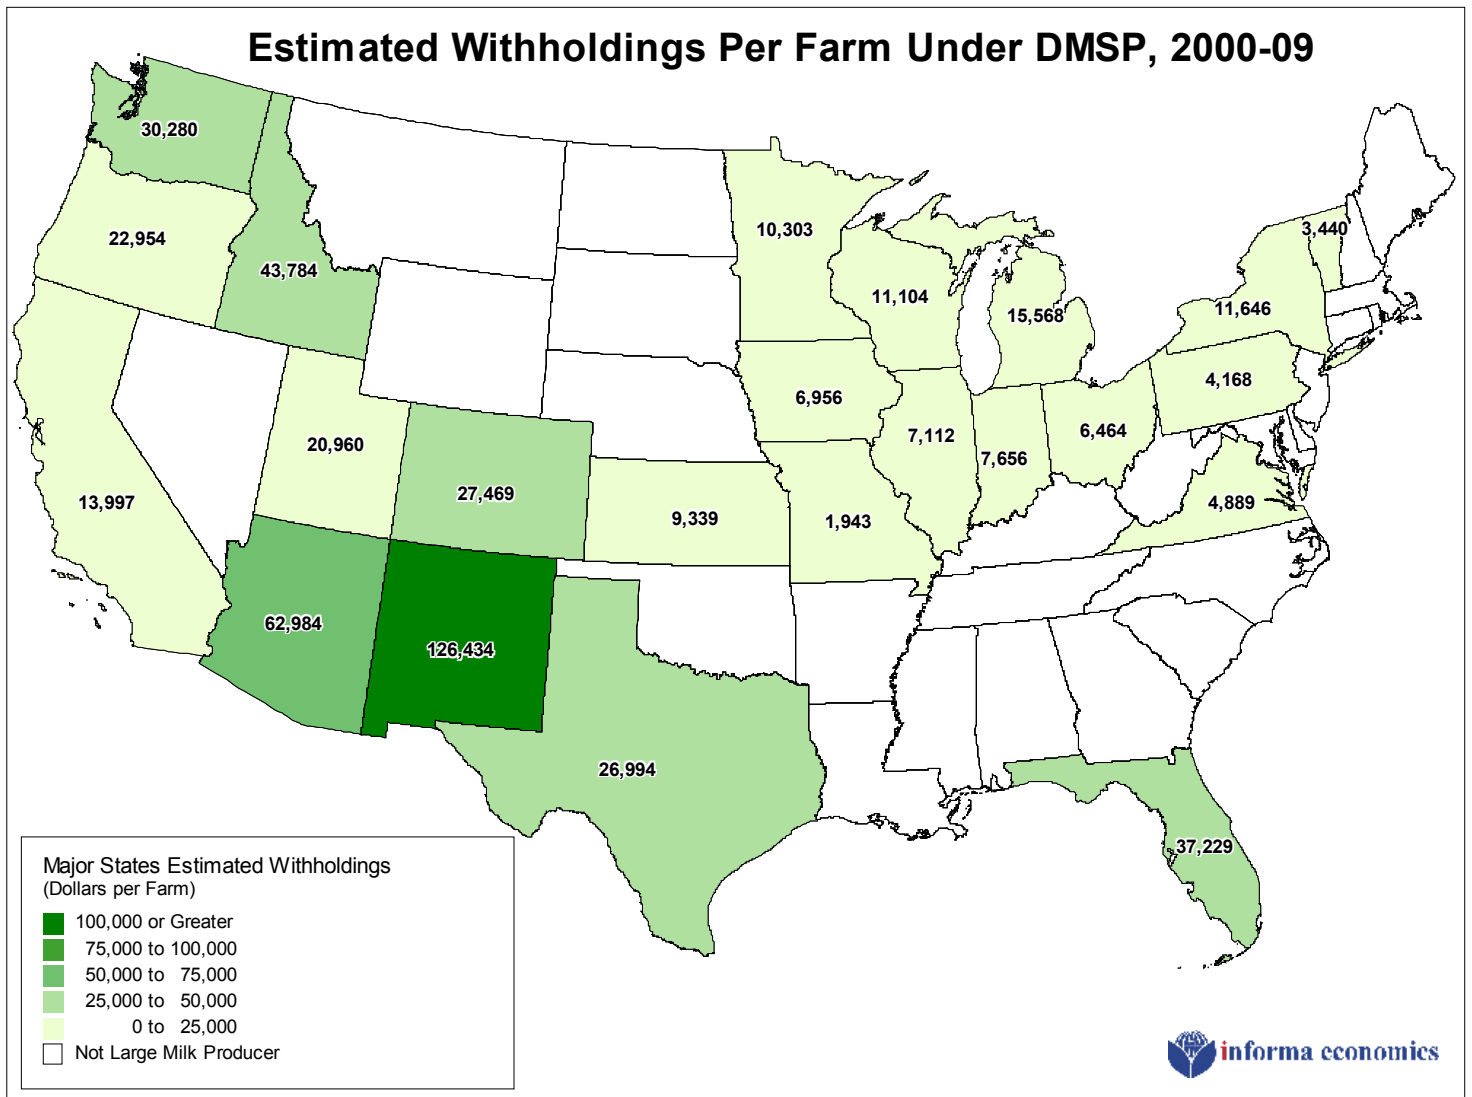 Estimated Withholdings Per Farm Under DMSP, 2000-09
30,280
22,954
43,784
10,303
3,440
11,104
15,568
11,646
6,956
4,168
20,960
7,112
7,656
6,464
13,997
27,469
9,339
1,943
4,889
62,984
126,434
26,994
37,229
Major States Estimated Withholdings
(Dollars per Farm)
100,000 or Greater
75,000 to 100,000
50,000 to 75,000
25,000 to 50,000
0 to 25,000
Not Large Milk Producer
informa economics